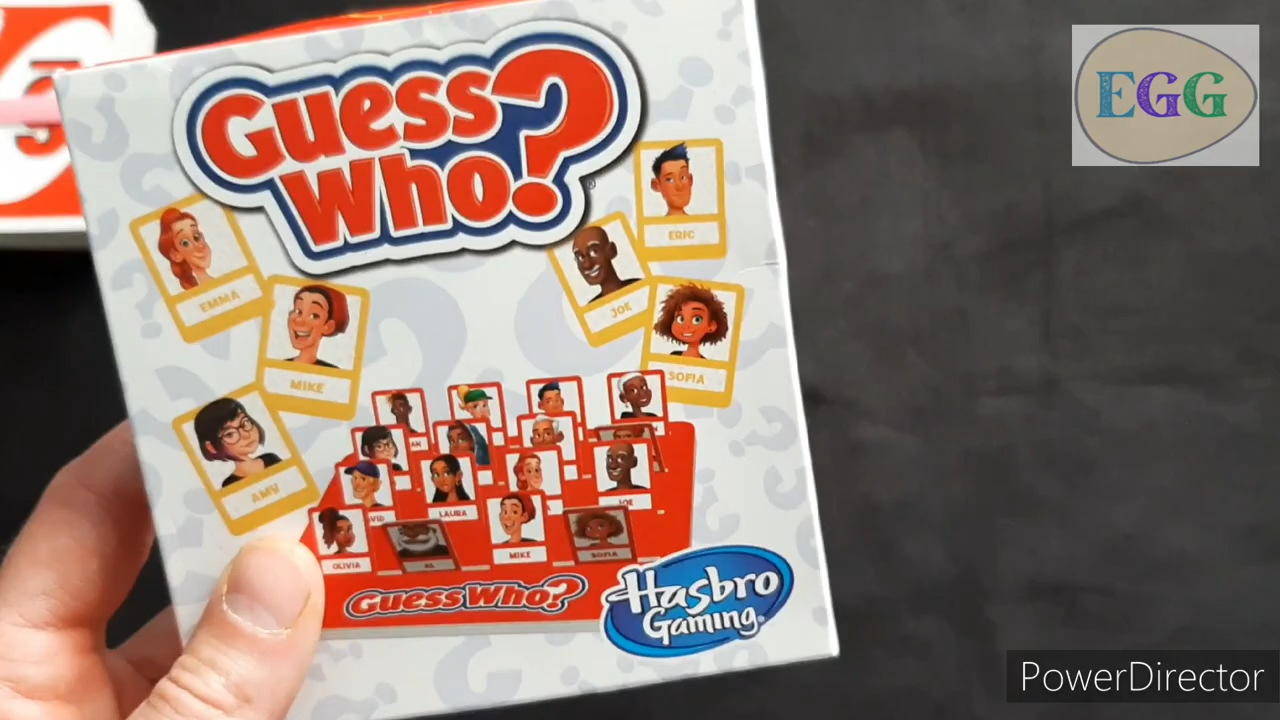 EGG
Guess
Who?
®
ERIC
EMMA
JOE
MIKE
SOFIA
AMY
JOE
LAURA
OLIVIA
AL
MIKE
SOFIA
Guess Who?
Hasbro
Gaming
PowerDirector